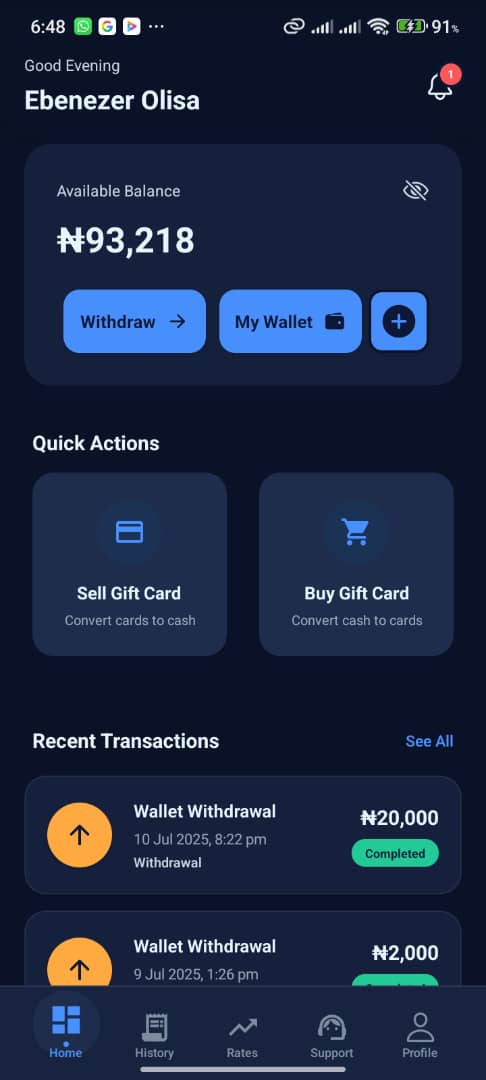 6:48
91%
Good Evening
Ebenezer Olisa
1
Available Balance
₦93,218
Withdraw
My Wallet
Quick Actions
Sell Gift Card
Convert cards to cash
Buy Gift Card
Convert cash to cards
Recent Transactions
See All
Wallet Withdrawal
₦20,000
10 Jul 2025, 8:22 pm
Completed
Withdrawal
Wallet Withdrawal
₦2,000
9 Jul 2025, 1:26 pm
Home
History
Rates
Support
Profile